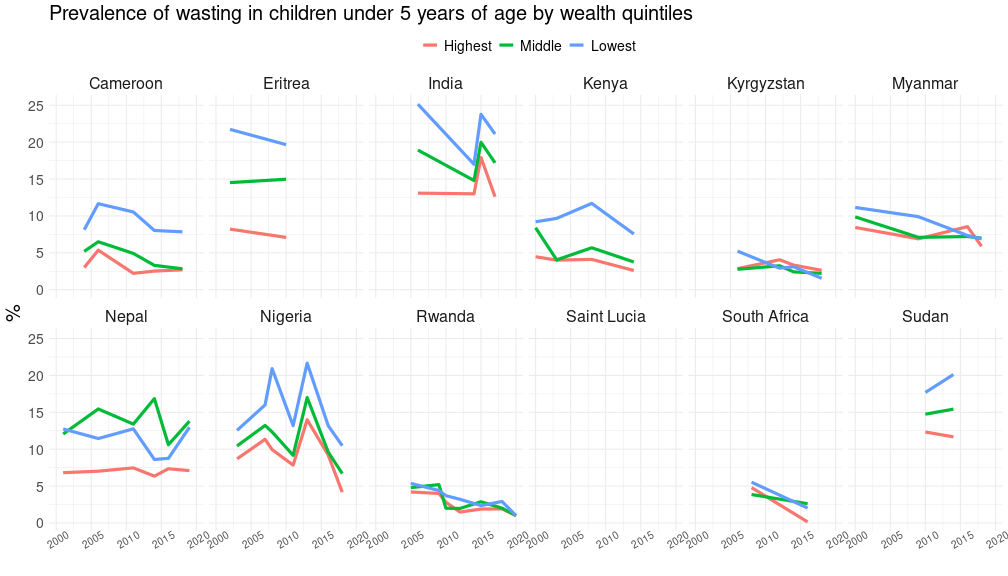 Prevalence of wasting in children under 5 years of age by wealth quintiles
Highest Middle Lowest
Cameroon Eritrea India Kenya Kyrgyzstan Myanmar
25
20
15
10
5
0
%
Nepal Nigeria Rwanda Saint Lucia South Africa Sudan
25
20
15
10
5
0
2000 2005 2010 2015 2020 2000 2005 2010 2015 2020 2000 2005 2010 2015 2020 2000 2005 2010 2015 2020 2000 2005 2010 2015 2020 2000 2005 2010 2015 2020